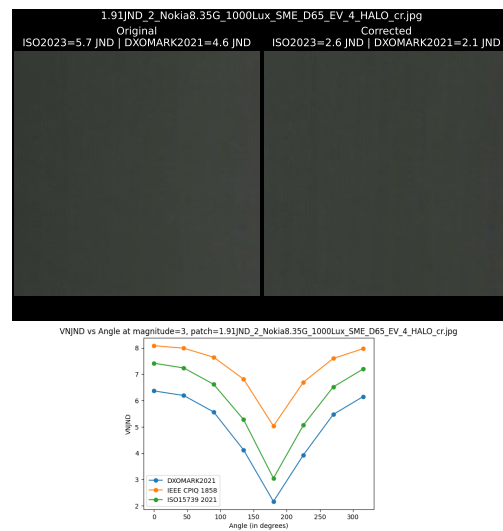 1.91JND_2_Nokia8.35G_1000Lux_SME_D65_EV_4_HALO_cr.jpg
Original
ISO2023=5.7 JND | DXOMARK2021=4.6 JND
Corrected
ISO2023=2.6 JND | DXOMARK2021=2.1 JND
VNJND vs Angle at magnitude=3, patch=1.91JND_2_Nokia8.35G_1000Lux_SME_D65_EV_4_HALO_cr.jpg
8
7
6
5
4
3
2
VNJND
DXOMARK2021
IEEE CPIQ 1858
ISO15739 2021
0 50 100 150 200 250 300
Angle (in degrees)